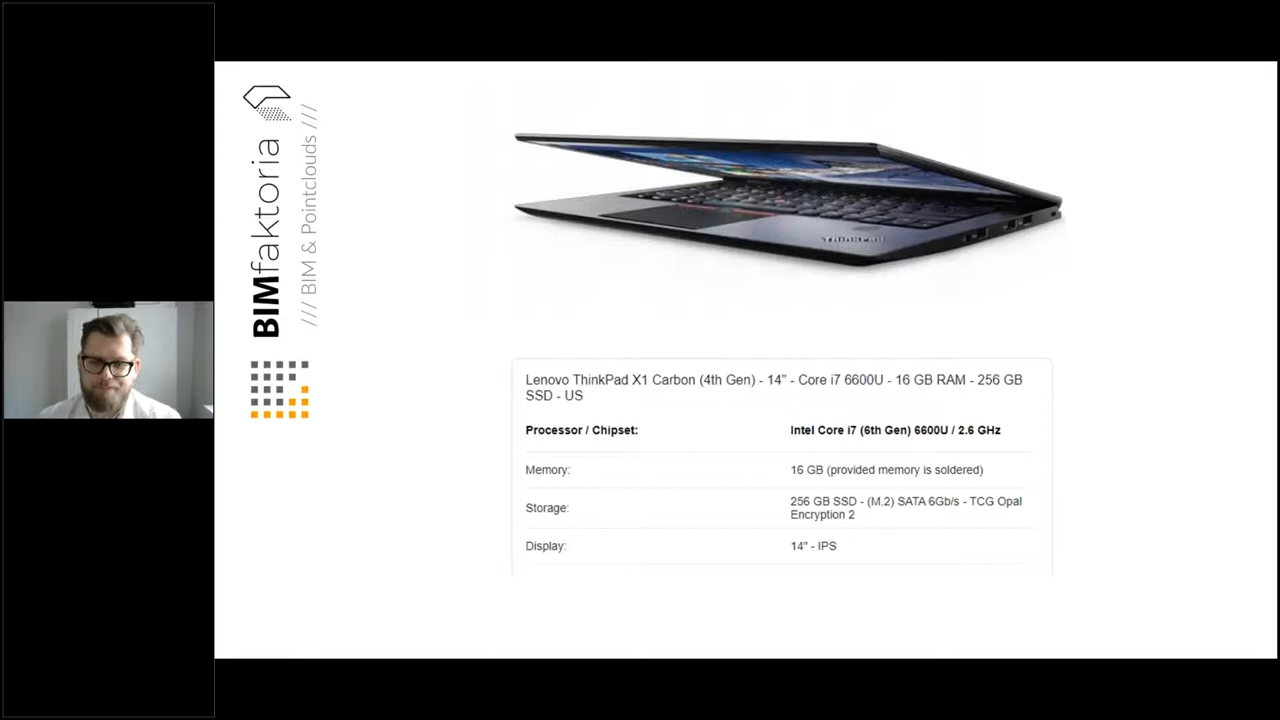 BIMfaktoria
/// BIM & Pointclouds ///
THINKPAD
Lenovo ThinkPad X1 Carbon (4th Gen) - 14" - Core i7 6600U - 16 GB RAM - 256 GB
SSD - US
Processor / Chipset: Intel Core i7 (6th Gen) 6600U / 2.6 GHz
Memory: 16 GB (provided memory is soldered)
Storage: 256 GB SSD - (M.2) SATA 6Gb/s - TCG Opal
Encryption 2
Display: 14" - IPS